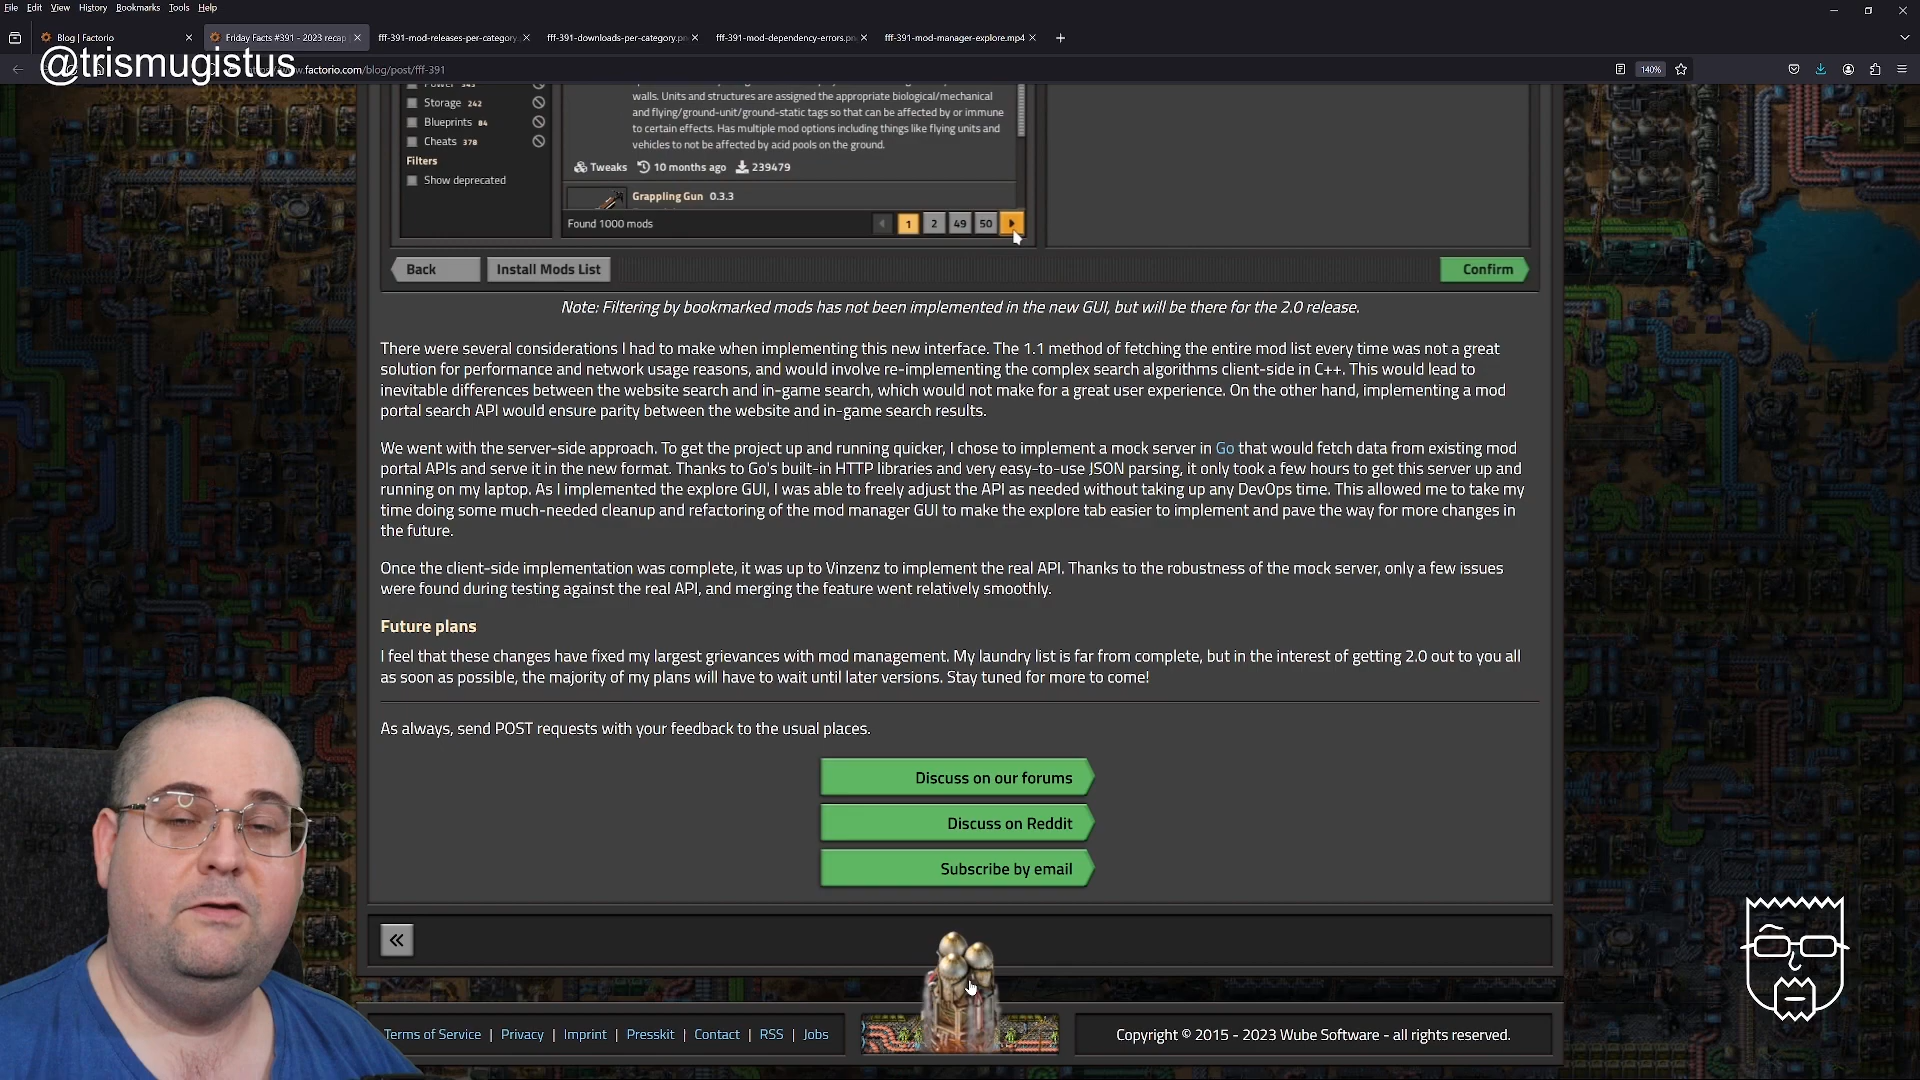 File Edit View History Bookmarks Tools Help
Blog | Factorio
Friday Facts #391 - 2023 recap
fff-391-mod-releases-per-category.
fff-391-downloads-per-category.pn
fff-391-mod-dependency-errors.pn
fff-391-mod-manager-explore.mp4
@trismugistus
.factorio.com/blog/post/fff-391
140%
Power 343
Storage 242
Blueprints 84
Cheats 378
Filters
Show deprecated
walls. Units and structures are assigned the appropriate biological/mechanical
and flying/ground-unit/ground-static tags so that can be affected by or immune
to certain effects. Has multiple mod options including things like flying units and
vehicles to not be affected by acid pools on the ground.
Tweaks 10 months ago 239479
Grappling Gun 0.3.3
Found 1000 mods
1 2 49 50
Back
Install Mods List
Confirm
Note: Filtering by bookmarked mods has not been implemented in the new GUI, but will be there for the 2.0 release.
There were several considerations I had to make when implementing this new interface. The 1.1 method of fetching the entire mod list every time was not a great
solution for performance and network usage reasons, and would involve re-implementing the complex search algorithms client-side in C++. This would lead to
inevitable differences between the website search and in-game search, which would not make for a great user experience. On the other hand, implementing a mod
portal search API would ensure parity between the website and in-game search results.
We went with the server-side approach. To get the project up and running quicker, I chose to implement a mock server in Go that would fetch data from existing mod
portal APIs and serve it in the new format. Thanks to Go's built-in HTTP libraries and very easy-to-use JSON parsing, it only took a few hours to get this server up and
running on my laptop. As I implemented the explore GUI, I was able to freely adjust the API as needed without taking up any DevOps time. This allowed me to take my
time doing some much-needed cleanup and refactoring of the mod manager GUI to make the explore tab easier to implement and pave the way for more changes in
the future.
Once the client-side implementation was complete, it was up to Vinzenz to implement the real API. Thanks to the robustness of the mock server, only a few issues
were found during testing against the real API, and merging the feature went relatively smoothly.
Future plans
I feel that these changes have fixed my largest grievances with mod management. My laundry list is far from complete, but in the interest of getting 2.0 out to you all
as soon as possible, the majority of my plans will have to wait until later versions. Stay tuned for more to come!
As always, send POST requests with your feedback to the usual places.
Discuss on our forums
Discuss on Reddit
Subscribe by email
Terms of Service | Privacy | Imprint | Presskit | Contact | RSS | Jobs
Copyright © 2015 - 2023 Wube Software - all rights reserved.